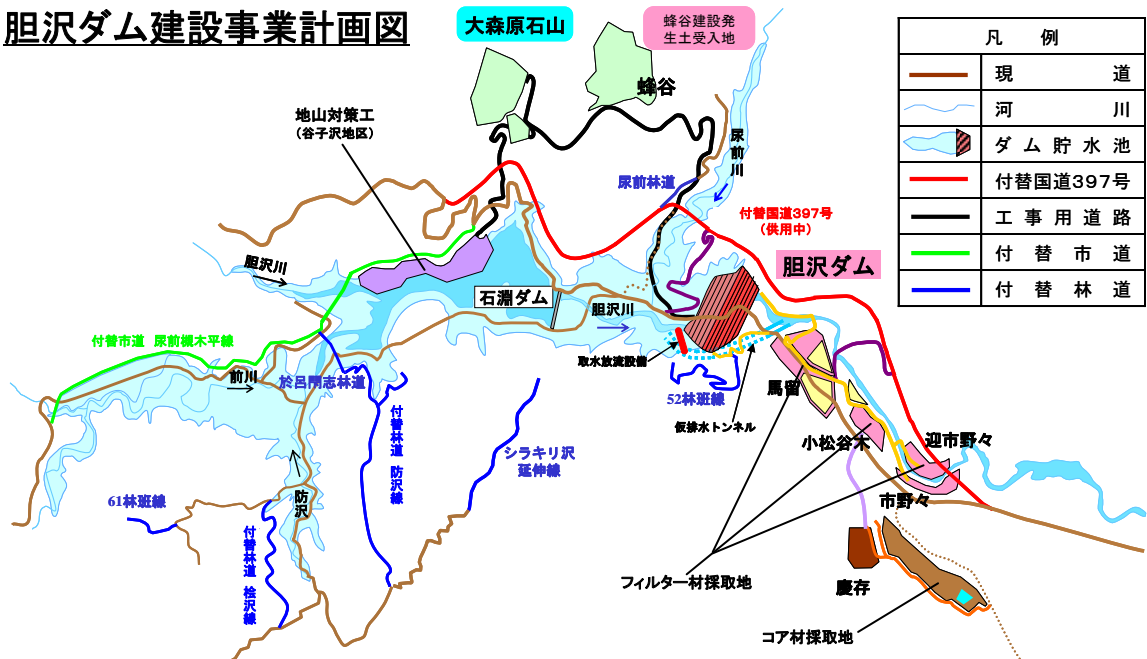 胆沢ダム建設事業計画図
大森原石山
蜂谷建設発
生土受入地
蜂谷
地山対策工
(谷子沢地区)
尿前川
尿前林道
付替国道397号
(供用中)
胆沢ダム
胆沢川
石淵ダム
胆沢川
取水放流設備
付替市道 尿前槻木平線
前川
於呂閇志林道
52林班線
仮排水トンネル
馬留
小松谷木
迎市野々
市野々
付替林道 防沢線
シラキリ沢
延伸線
61林班線
防沢
付替林道 桧沢線
フィルター材採取地
慶存
コア材採取地
凡 例
現 道
河 川
ダム貯水池
付替国道397号
工事用道路
付替市道
付替林道